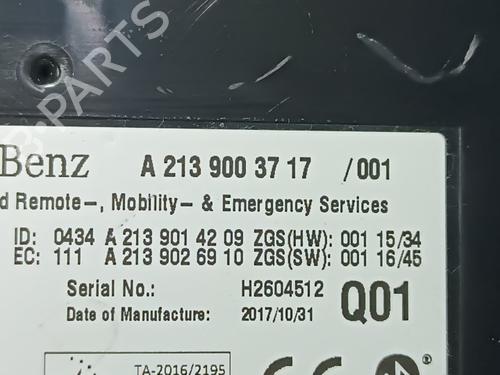 Benz A 213 900 37 17 /001
d Remote-, Mobility- & Emergency Services
ID: 0434 A 213 901 42 09 ZGS(HW): 001 15/34
EC: 111 A 213 902 69 10 ZGS(SW): 001 16/45
Serial No.: H2604512 Q01
Date of Manufacture: 2017/10/31
TA-2016/2195
CE
B-PARTS